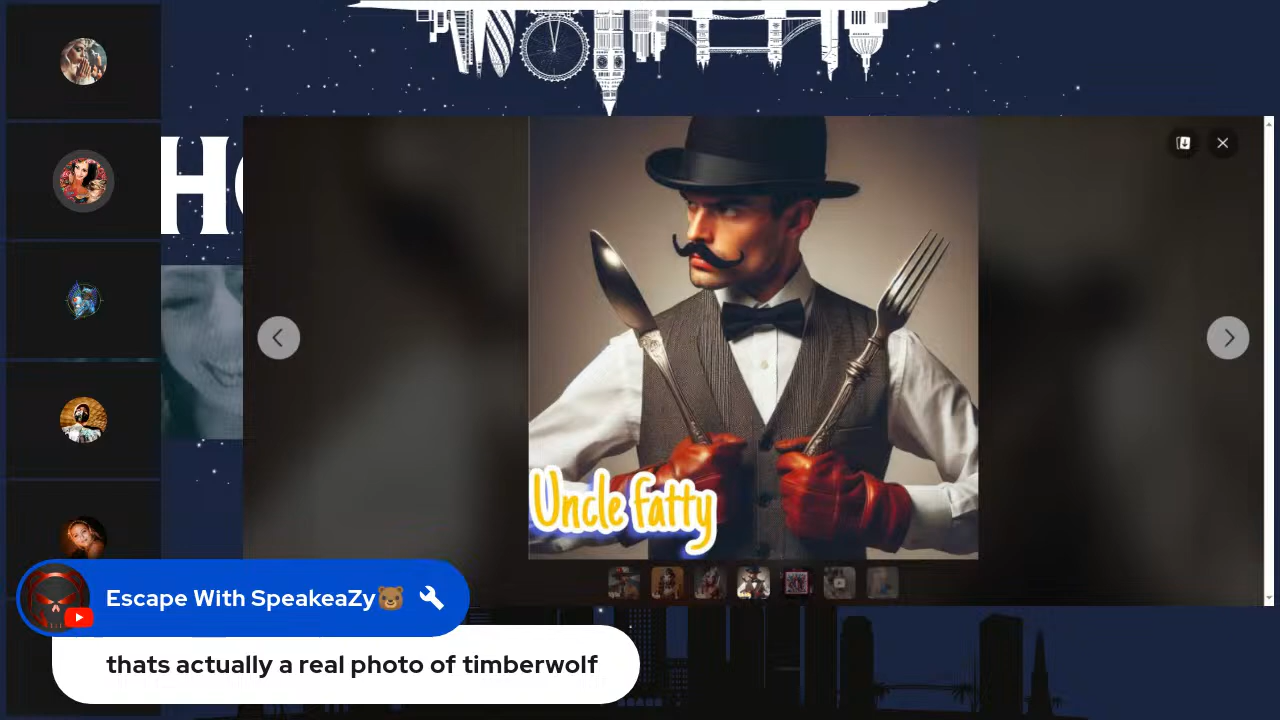 Uncle fatty
Escape With SpeakeaZy🐻
thats actually a real photo of timberwolf